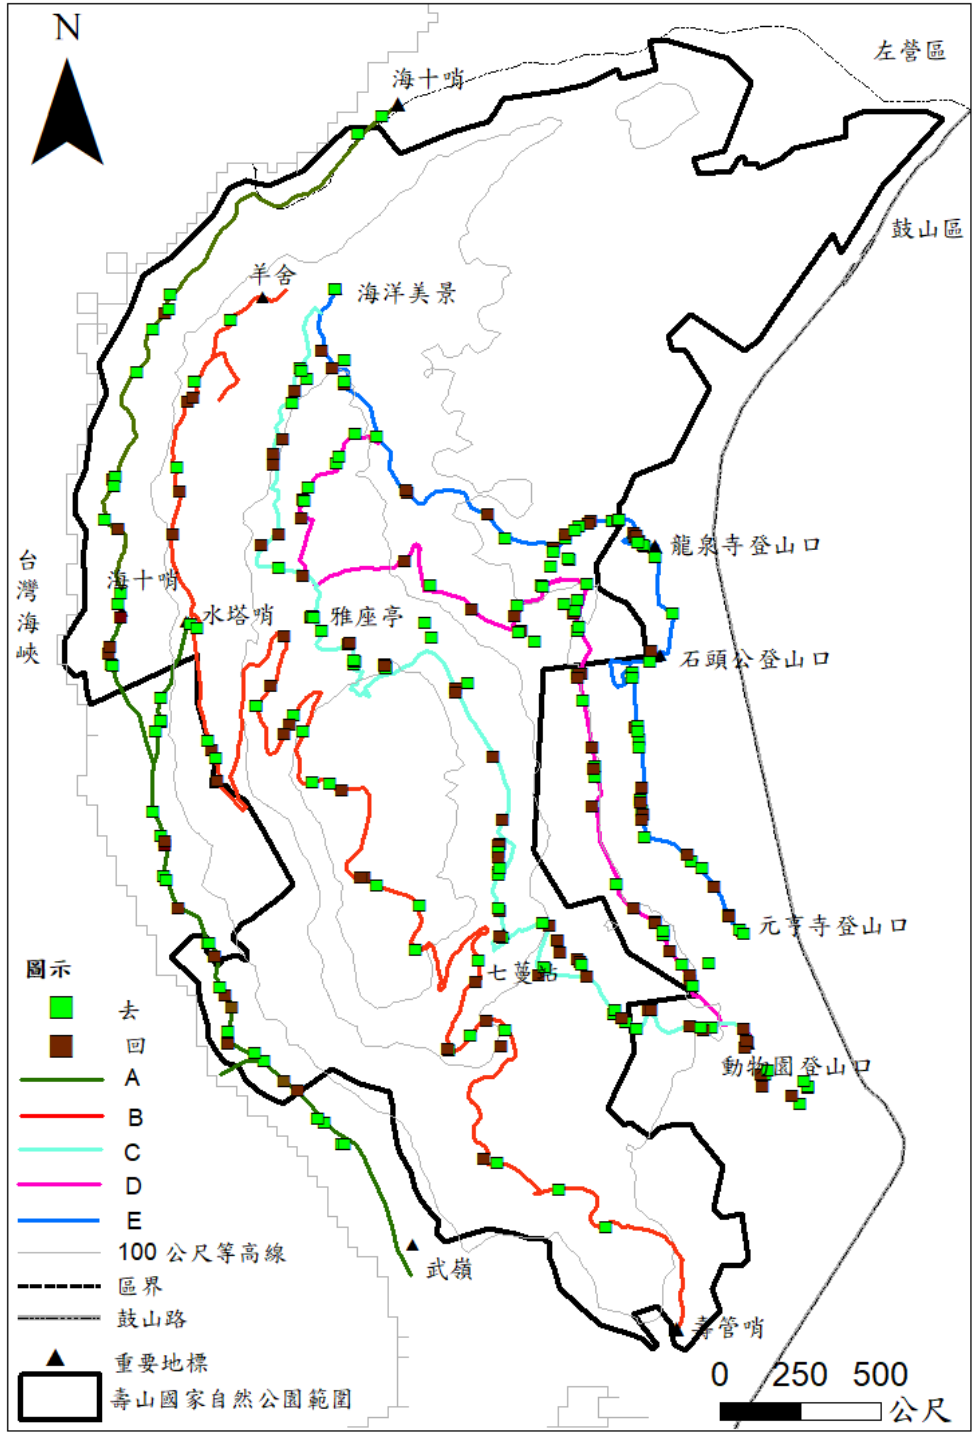 N
左營區
海十哨
鼓山區
羊舍
海洋美景
龍泉寺登山口
台灣海峽
海十哨
水塔哨
雅座亭
石頭公登山口
元亨寺登山口
七蔓站
動物園登山口
武嶺
壽管哨
圖示
去
回
A
B
C
D
E
100 公尺等高線
區界
鼓山路
重要地標
壽山國家自然公園範圍
0 250 500
公尺